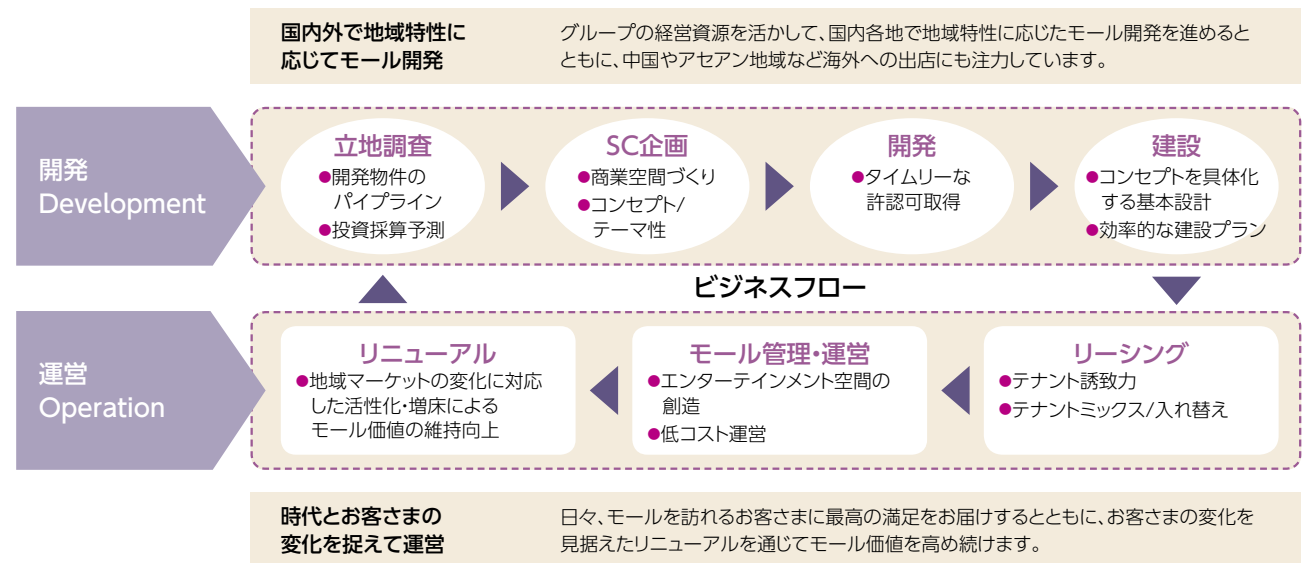 国内外で地域特性に
応じてモール開発
グループの経営資源を活かして、国内各地で地域特性に応じたモール開発を進めると
ともに、中国やアセアン地域など海外への出店にも注力しています。
開発
Development
立地調査
●開発物件の
パイプライン
●投資採算予測
SC企画
●商業空間づくり
●コンセプト/
テーマ性
開発
●タイムリーな
許認可取得
建設
●コンセプトを具体化
する基本設計
●効率的な建設プラン
ビジネスフロー
運営
Operation
リニューアル
●地域マーケットの変化に対応
した活性化・増床による
モール価値の維持向上
モール管理・運営
●エンターテインメント空間の
創造
●低コスト運営
リーシング
●テナント誘致力
●テナントミックス/入れ替え
時代とお客さまの
変化を捉えて運営
日々、モールを訪れるお客さまに最高の満足をお届けするとともに、お客さまの変化を
見据えたリニューアルを通じてモール価値を高め続けます。